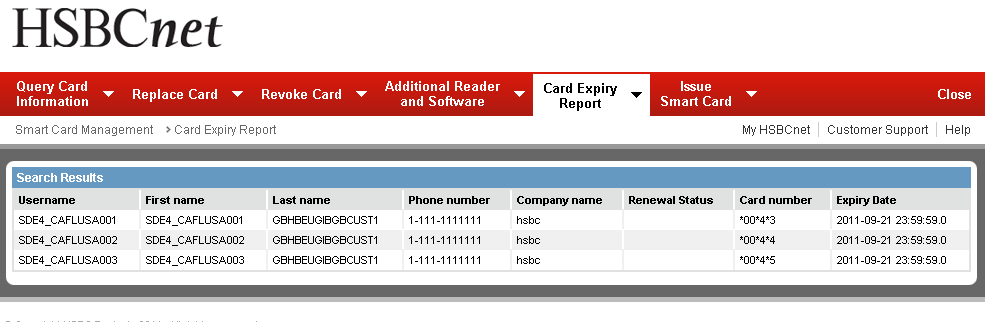 HSBCnet
Query Card Information
Replace Card
Revoke Card
Additional Reader and Software
Card Expiry Report
Issue Smart Card
Close
Smart Card Management > Card Expiry Report
My HSBCnet | Customer Support | Help
Search Results
Username First name Last name Phone number Company name Renewal Status Card number Expiry Date
SDE4_CAFLUSA001 SDE4_CAFLUSA001 GBHBEUGIBGBCUST1 1-111-1111111 hsbc *00*4*3 2011-09-21 23:59:59.0
SDE4_CAFLUSA002 SDE4_CAFLUSA002 GBHBEUGIBGBCUST1 1-111-1111111 hsbc *00*4*4 2011-09-21 23:59:59.0
SDE4_CAFLUSA003 SDE4_CAFLUSA003 GBHBEUGIBGBCUST1 1-111-1111111 hsbc *00*4*5 2011-09-21 23:59:59.0